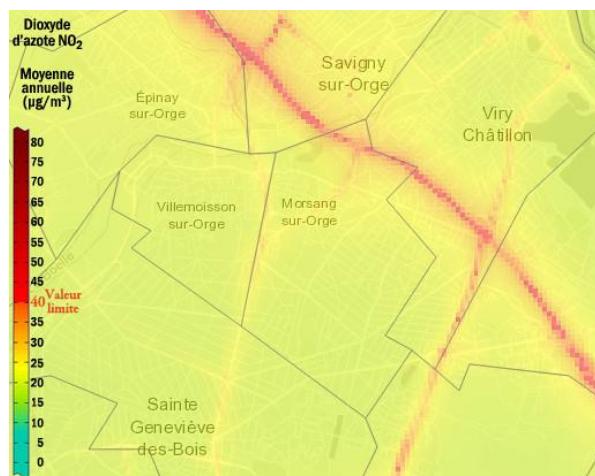 Dioxyde
d'azote NO₂
Moyenne
annuelle
(µg/m³)
80
75
70
65
60
55
50
45
40 Valeur
limite
35
30
25
20
15
10
5
0
Savigny
sur-Orge
Épinay
sur-Orge
Viry
Châtillon
Villemoisson
sur-Orge
Morsang
sur-Orge
Sainte
Geneviève
des-Bois